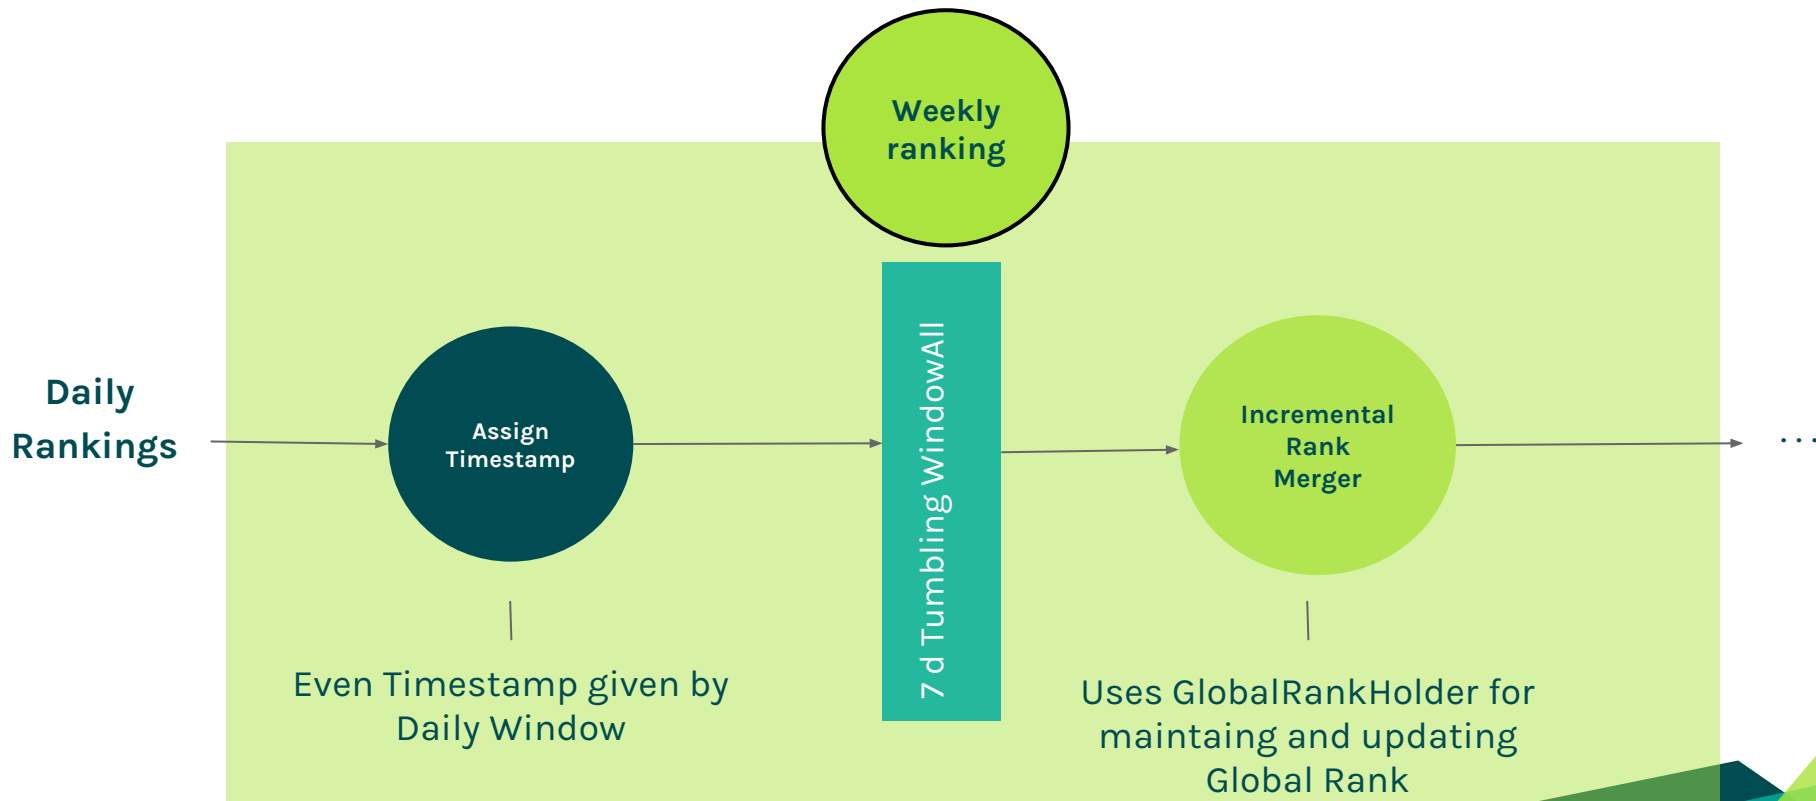 Weekly
ranking
Daily
Rankings
Assign
Timestamp
7 d Tumbling WindowAll
Incremental
Rank
Merger
...
Even Timestamp given by
Daily Window
Uses GlobalRankHolder for
maintaing and updating
Global Rank